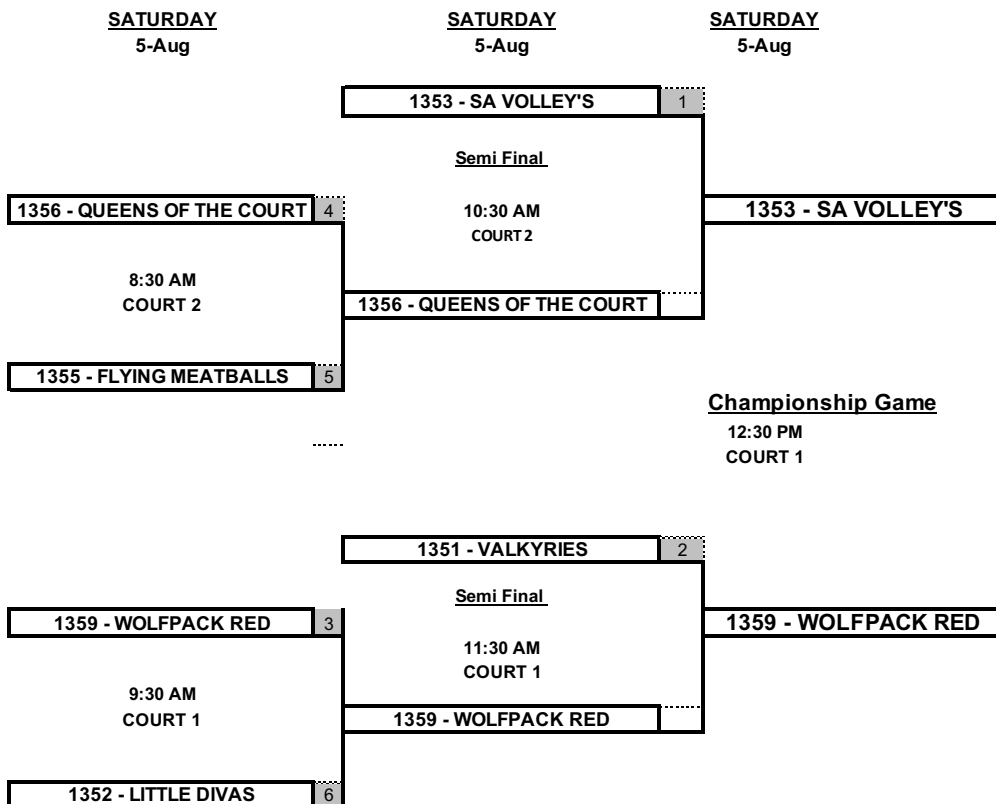 SATURDAY SATURDAY SATURDAY
5-Aug 5-Aug 5-Aug
1353 - SA VOLLEY'S 1
Semi Final
1356 - QUEENS OF THE COURT 4 10:30 AM 1353 - SA VOLLEY'S
COURT 2
8:30 AM
COURT 2 1356 - QUEENS OF THE COURT
1355 - FLYING MEATBALLS 5
Championship Game
12:30 PM
COURT 1
1351 - VALKYRIES 2
Semi Final
1359 - WOLFPACK RED 3 1359 - WOLFPACK RED
11:30 AM
COURT 1
9:30 AM
COURT 1 1359 - WOLFPACK RED
1352 - LITTLE DIVAS 6